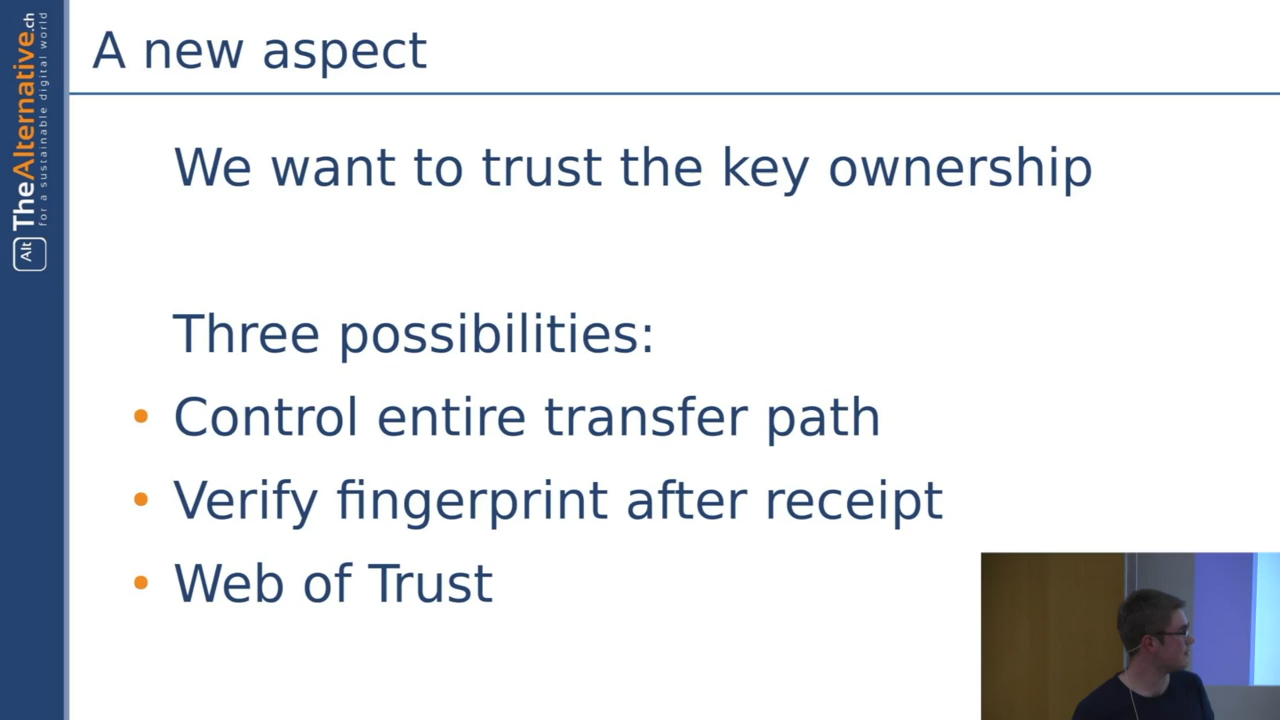 A new aspect
We want to trust the key ownership
Three possibilities:
• Control entire transfer path
• Verify fingerprint after receipt
• Web of Trust
Alt TheAlternative.ch
for a sustainable digital world